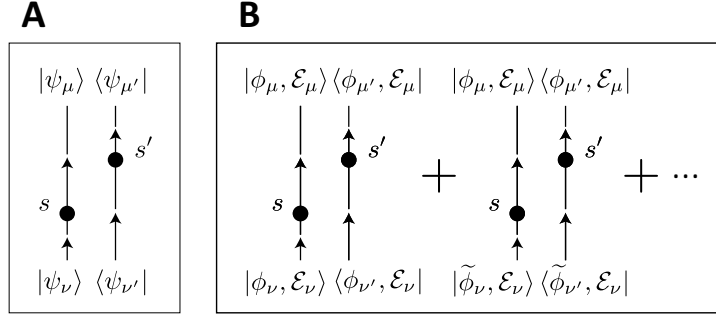 A B
|ψ_μ⟩ ⟨ψ_μ'| |ϕ_μ, ℰ_μ⟩ ⟨ϕ_μ', ℰ_μ| |ϕ_μ, ℰ_μ⟩ ⟨ϕ_μ', ℰ_μ|
s' s' s'
+ + ···
s s s
|ψ_ν⟩ ⟨ψ_ν'| |ϕ_ν, ℰ_ν⟩ ⟨ϕ_ν', ℰ_ν| |ϕ̃_ν, ℰ_ν⟩ ⟨ϕ̃_ν', ℰ_ν|